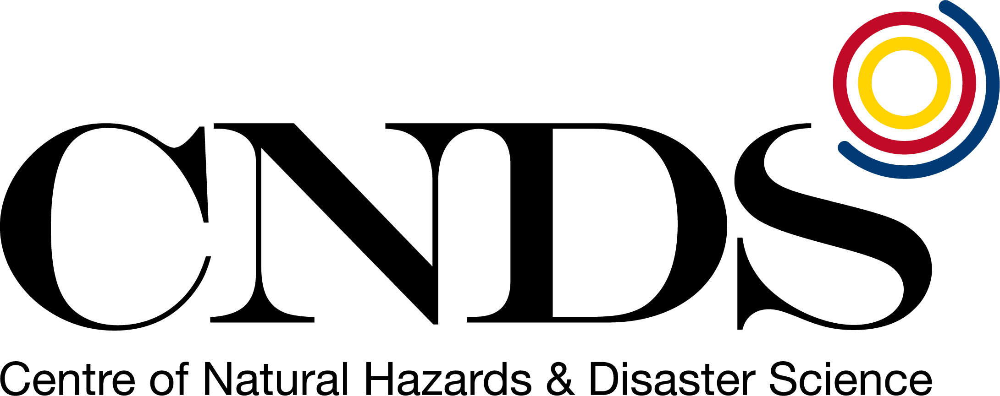 CNDS
Centre of Natural Hazards & Disaster Science